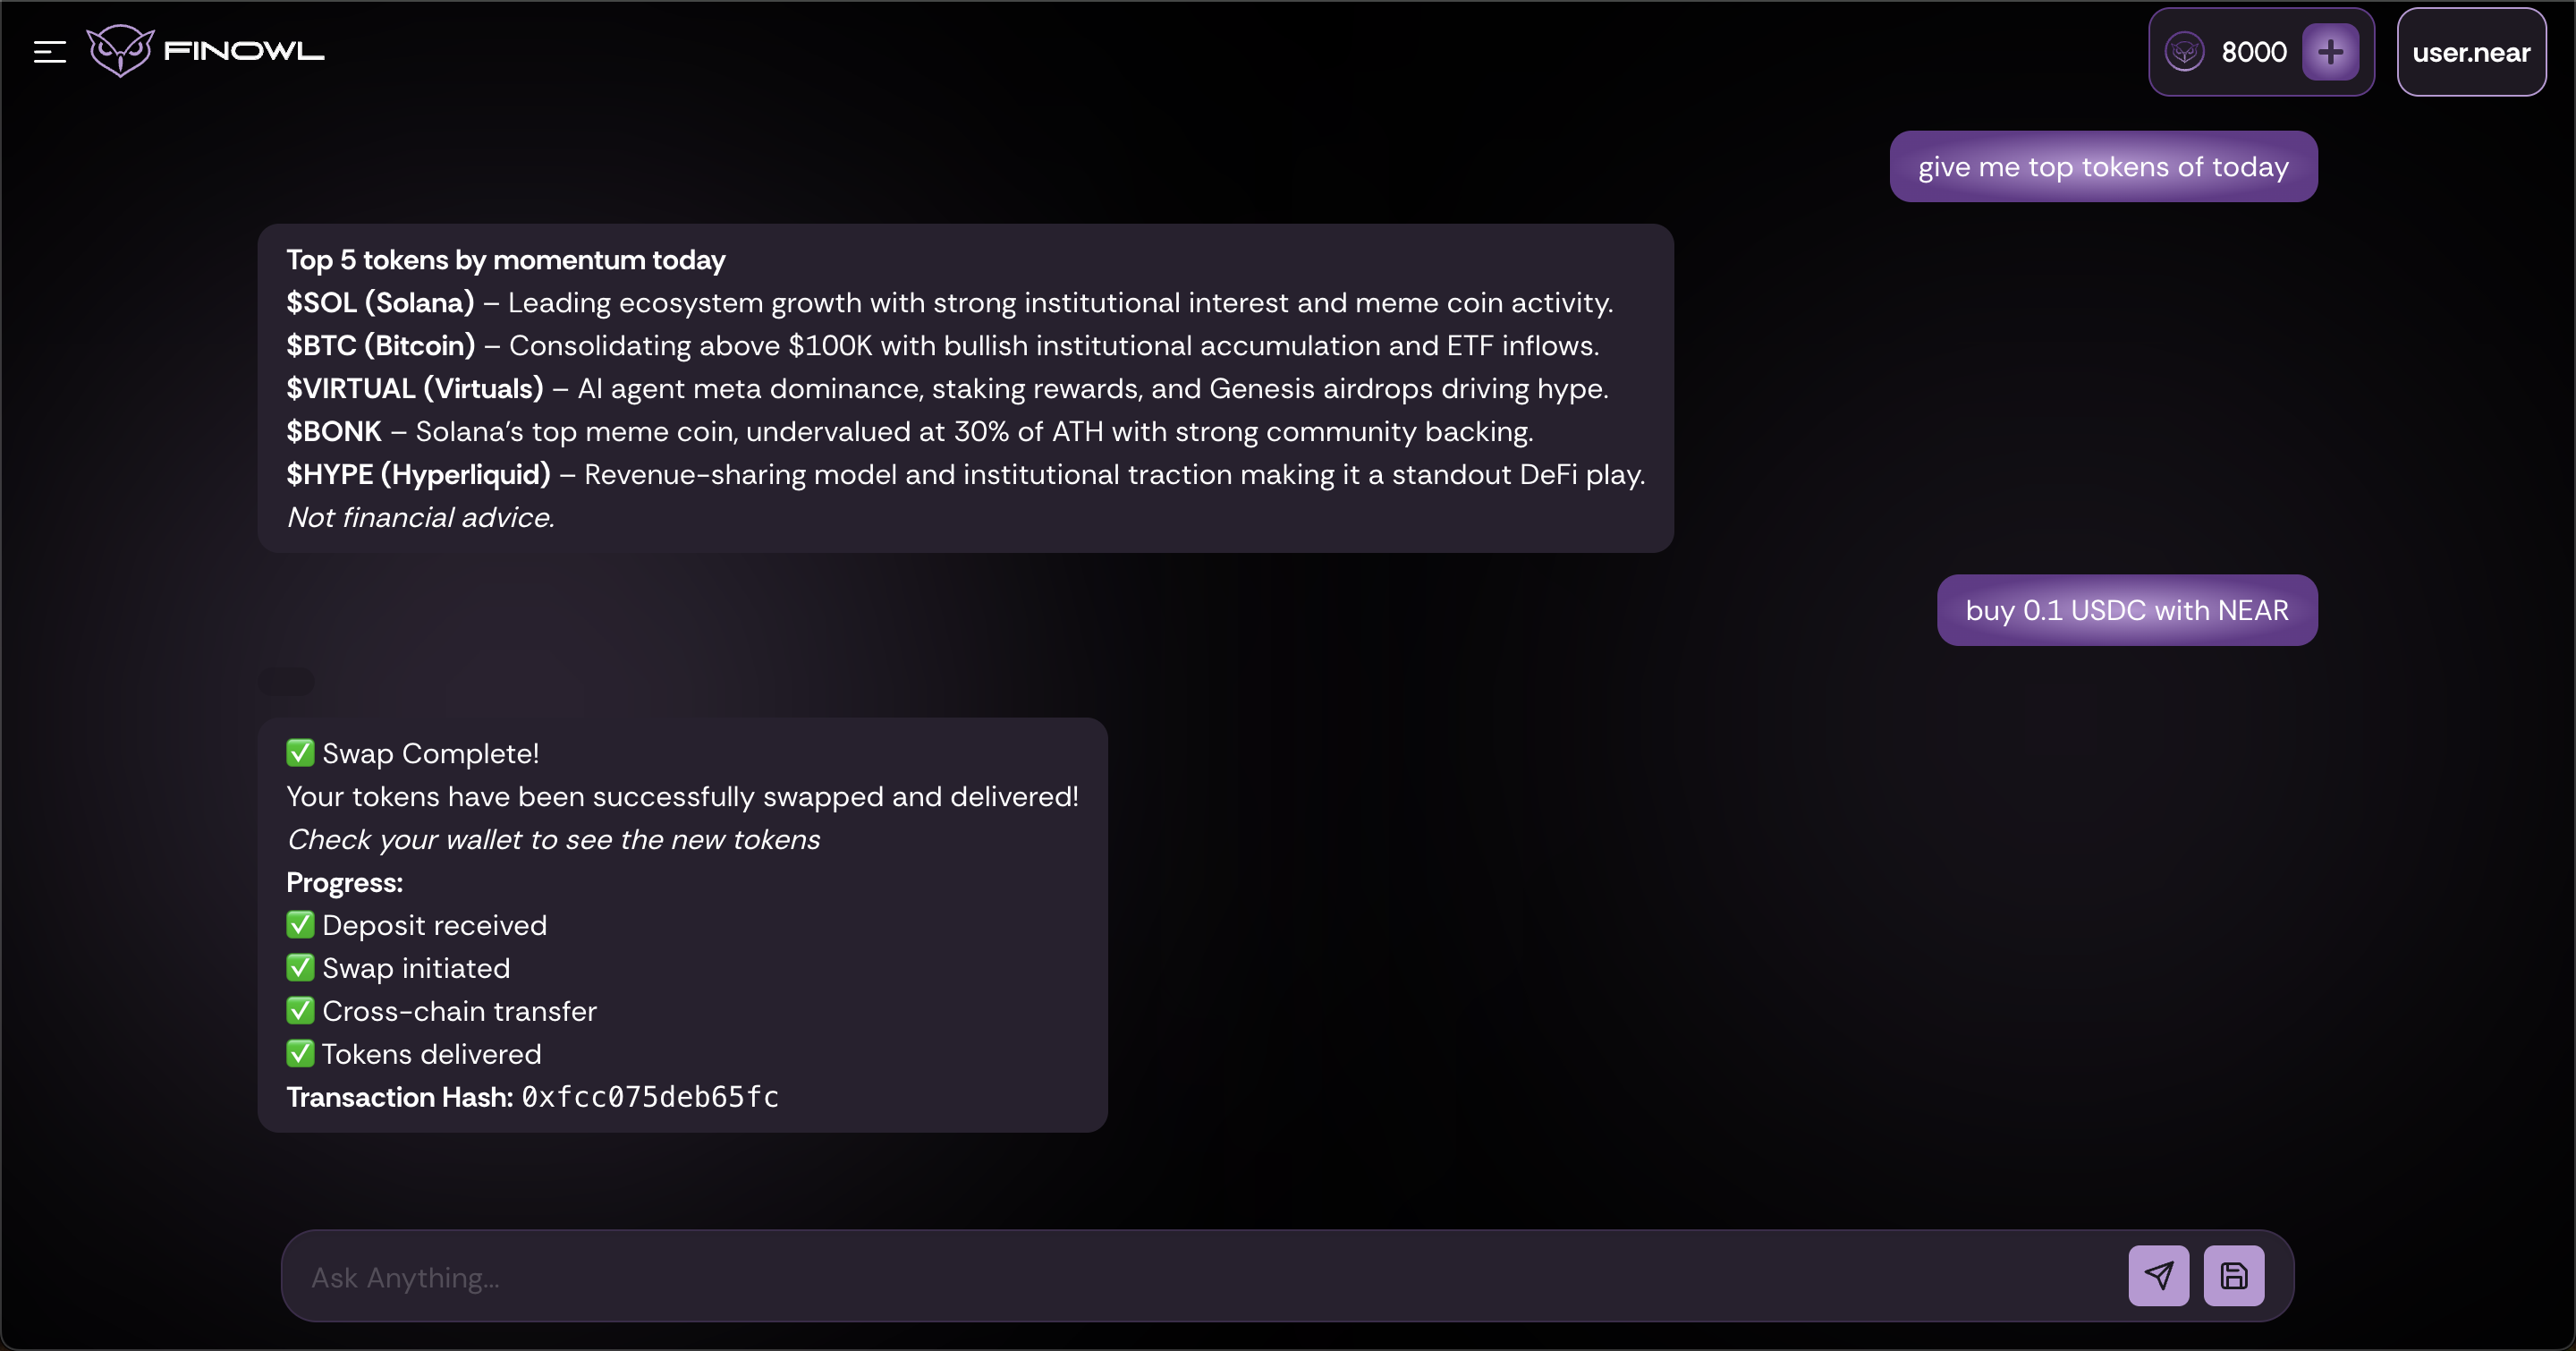 FINOWL
8000
user.near
give me top tokens of today
Top 5 tokens by momentum today
$SOL (Solana) – Leading ecosystem growth with strong institutional interest and meme coin activity.
$BTC (Bitcoin) – Consolidating above $100K with bullish institutional accumulation and ETF inflows.
$VIRTUAL (Virtuals) – AI agent meta dominance, staking rewards, and Genesis airdrops driving hype.
$BONK – Solana’s top meme coin, undervalued at 30% of ATH with strong community backing.
$HYPE (Hyperliquid) – Revenue-sharing model and institutional traction making it a standout DeFi play.
Not financial advice.
buy 0.1 USDC with NEAR
✅ Swap Complete!
Your tokens have been successfully swapped and delivered!
Check your wallet to see the new tokens
Progress:
✅ Deposit received
✅ Swap initiated
✅ Cross-chain transfer
✅ Tokens delivered
Transaction Hash: 0xfcc075deb65fc
Ask Anything...